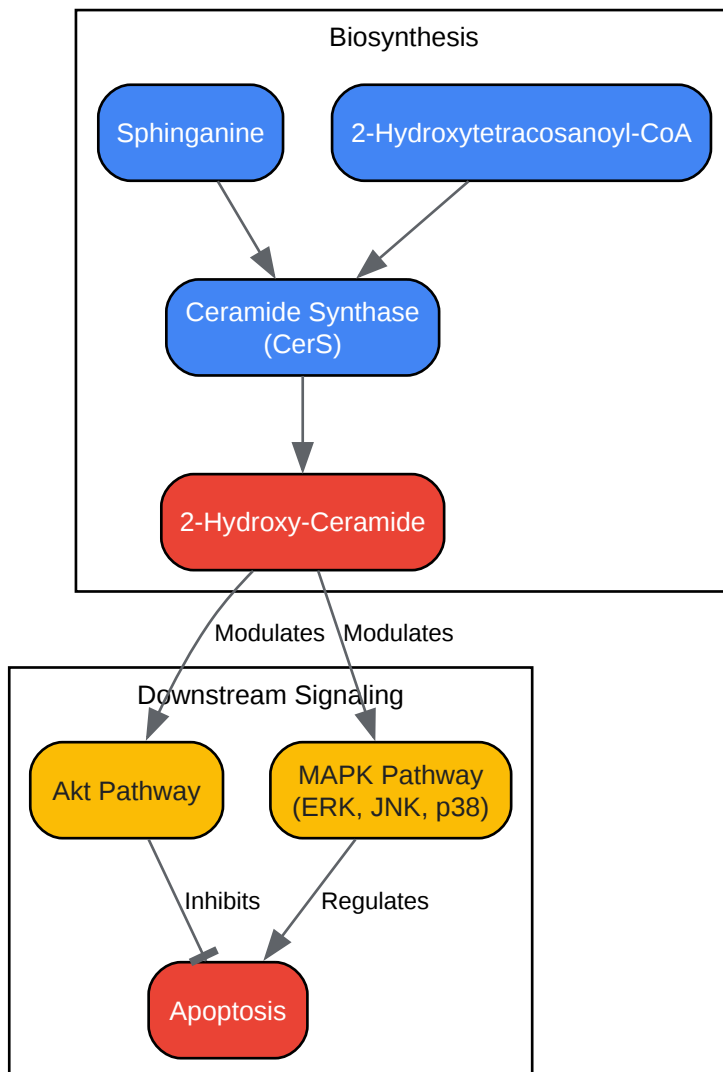 Biosynthesis
Sphinganine
2-Hydroxytetracosanoyl-CoA
Ceramide Synthase
(CerS)
2-Hydroxy-Ceramide
Modulates
Modulates
Downstream Signaling
Akt Pathway
MAPK Pathway
(ERK, JNK, p38)
Inhibits
Regulates
Apoptosis